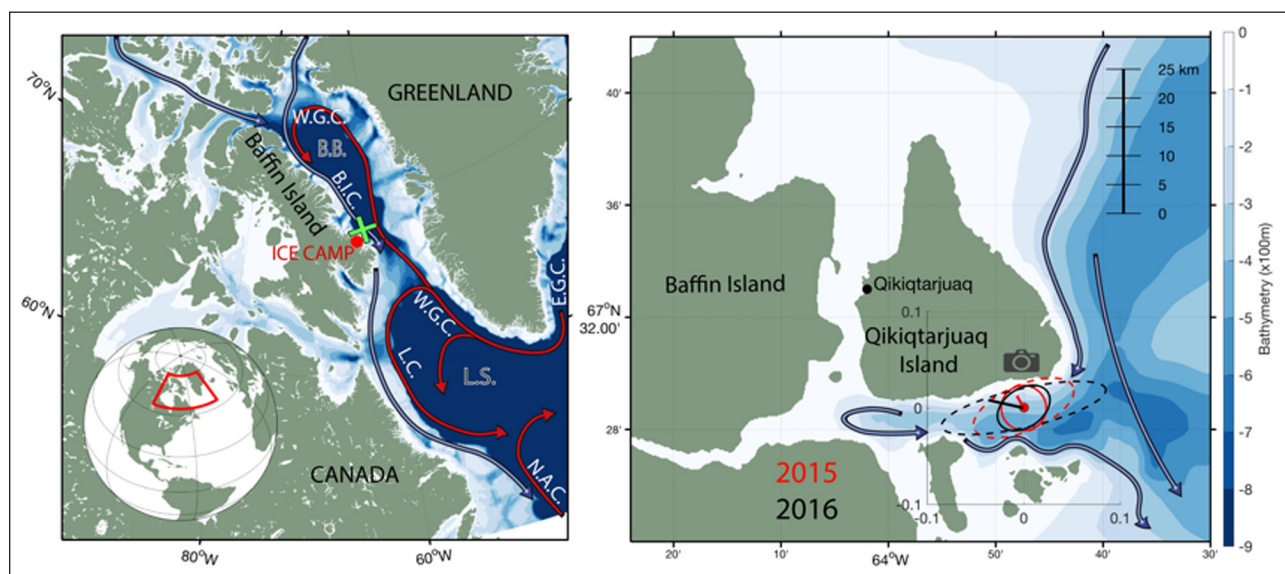 70°N
60°N
80°W
60°W
GREENLAND
W.G.C.
B.B.
Baffin Island
B.I.C.
ICE CAMP
E.G.C.
W.G.C.
L.C.
L.S.
N.A.C.
CANADA
40'
36'
67°N
32.00'
28'
20'
10'
64°W
50'
40'
30'
25 km
20
15
10
5
0
Baffin Island
Qikiqtarjuaq
0.1
Qikiqtarjuaq
Island
0
-0.1
-0.1
0
0.1
2015
2016
0
-1
-2
-3
-4
-5
-6
-7
-8
-9
Bathymetry (x100m)